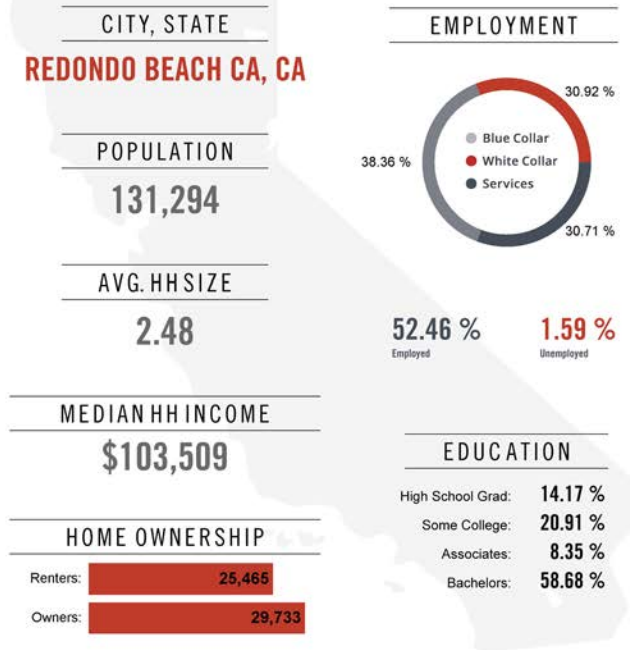 CITY, STATE
REDONDO BEACH CA, CA
POPULATION
131,294
AVG. HH SIZE
2.48
MEDIAN HH INCOME
$103,509
HOME OWNERSHIP
Renters: 25,465
Owners: 29,733
EMPLOYMENT
30.92 %
38.36 %
Blue Collar
White Collar
Services
30.71 %
52.46 % 1.59 %
Employed Unemployed
EDUCATION
High School Grad: 14.17 %
Some College: 20.91 %
Associates: 8.35 %
Bachelors: 58.68 %